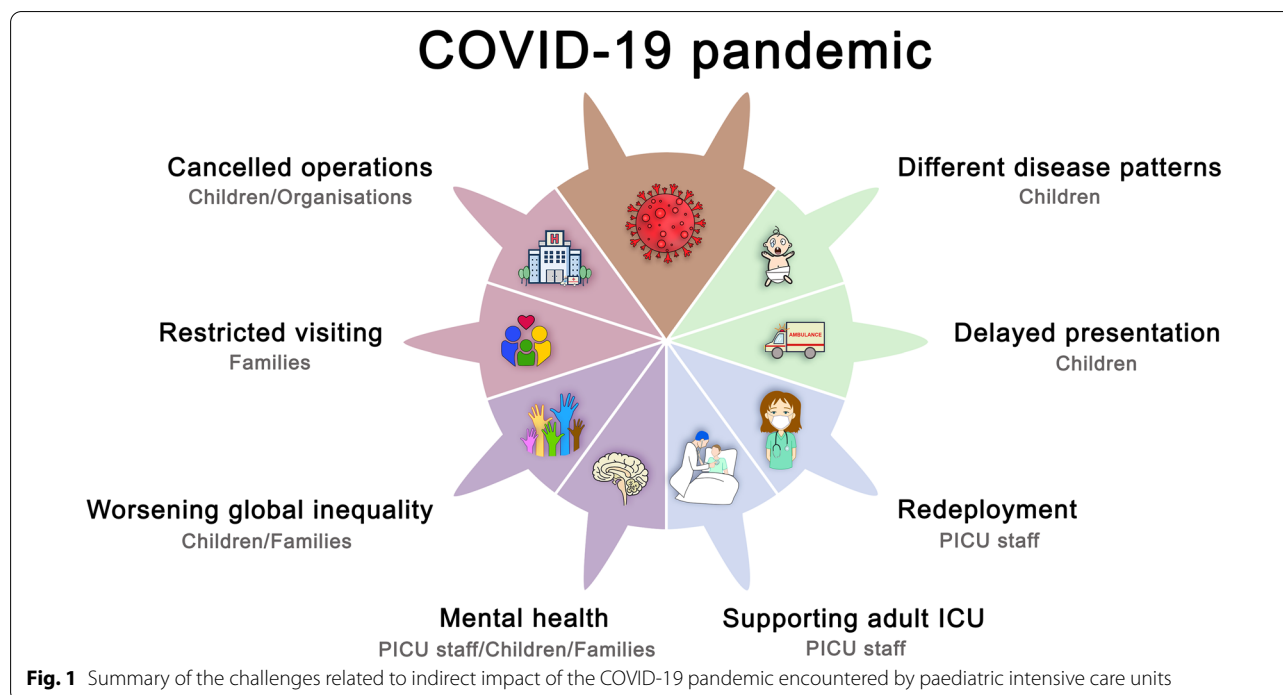 COVID-19 pandemic
Cancelled operations
Children/Organisations
Different disease patterns
Children
H
Restricted visiting
Families
AMBULANCE
Delayed presentation
Children
Worsening global inequality
Children/Families
Redeployment
PICU staff
Mental health
PICU staff/Children/Families
Supporting adult ICU
PICU staff
Fig. 1 Summary of the challenges related to indirect impact of the COVID-19 pandemic encountered by paediatric intensive care units